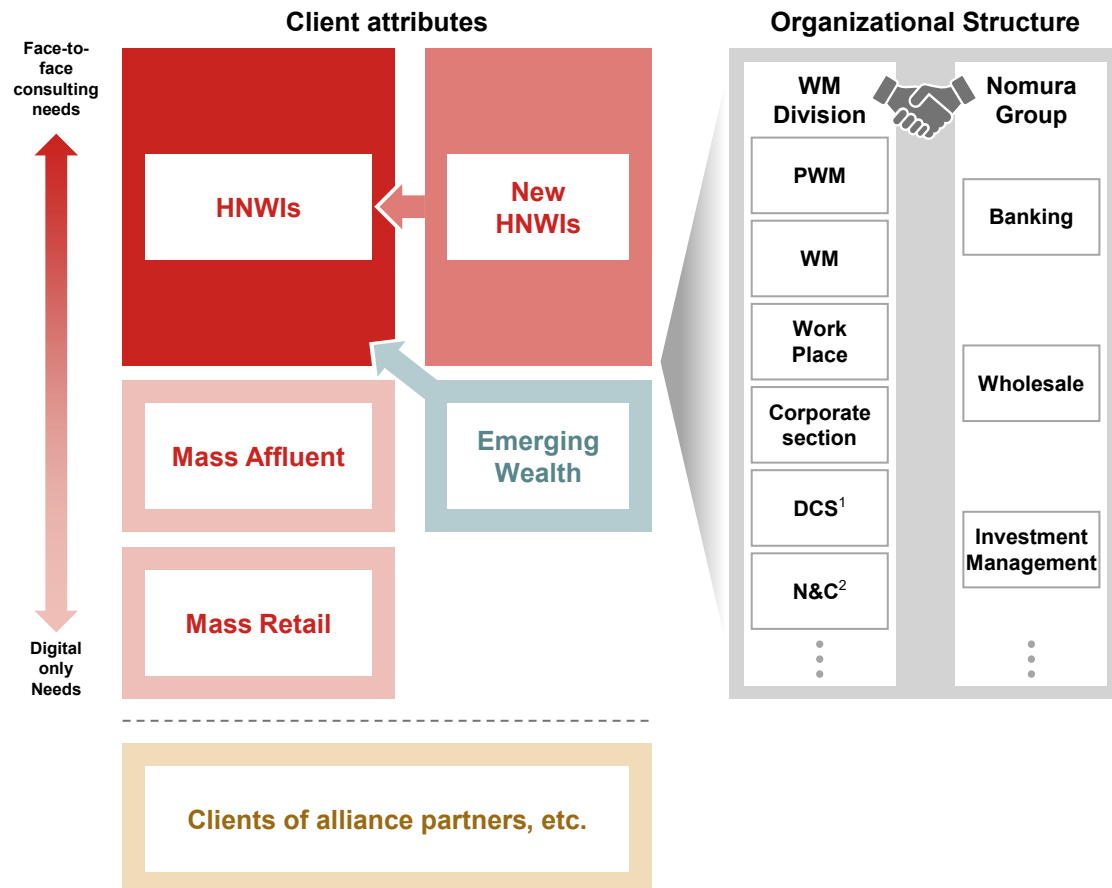 Client attributes
Face-to-
face
consulting
needs
HNWIs
New
HNWIs
Mass Affluent
Emerging
Wealth
Mass Retail
Digital
only
Needs
Clients of alliance partners, etc.
Organizational Structure
WM
Division
PWM
WM
Work
Place
Corporate
section
DCS1
N&C2
Nomura
Group
Banking
Wholesale
Investment
Management